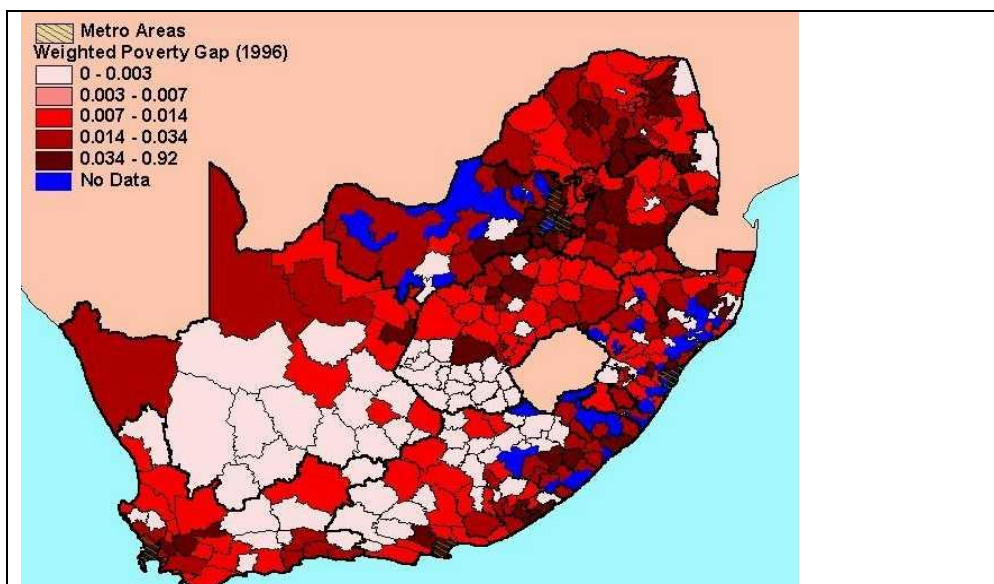 Metro Areas
Weighted Poverty Gap (1996)
0 - 0.003
0.003 - 0.007
0.007 - 0.014
0.014 - 0.034
0.034 - 0.92
No Data